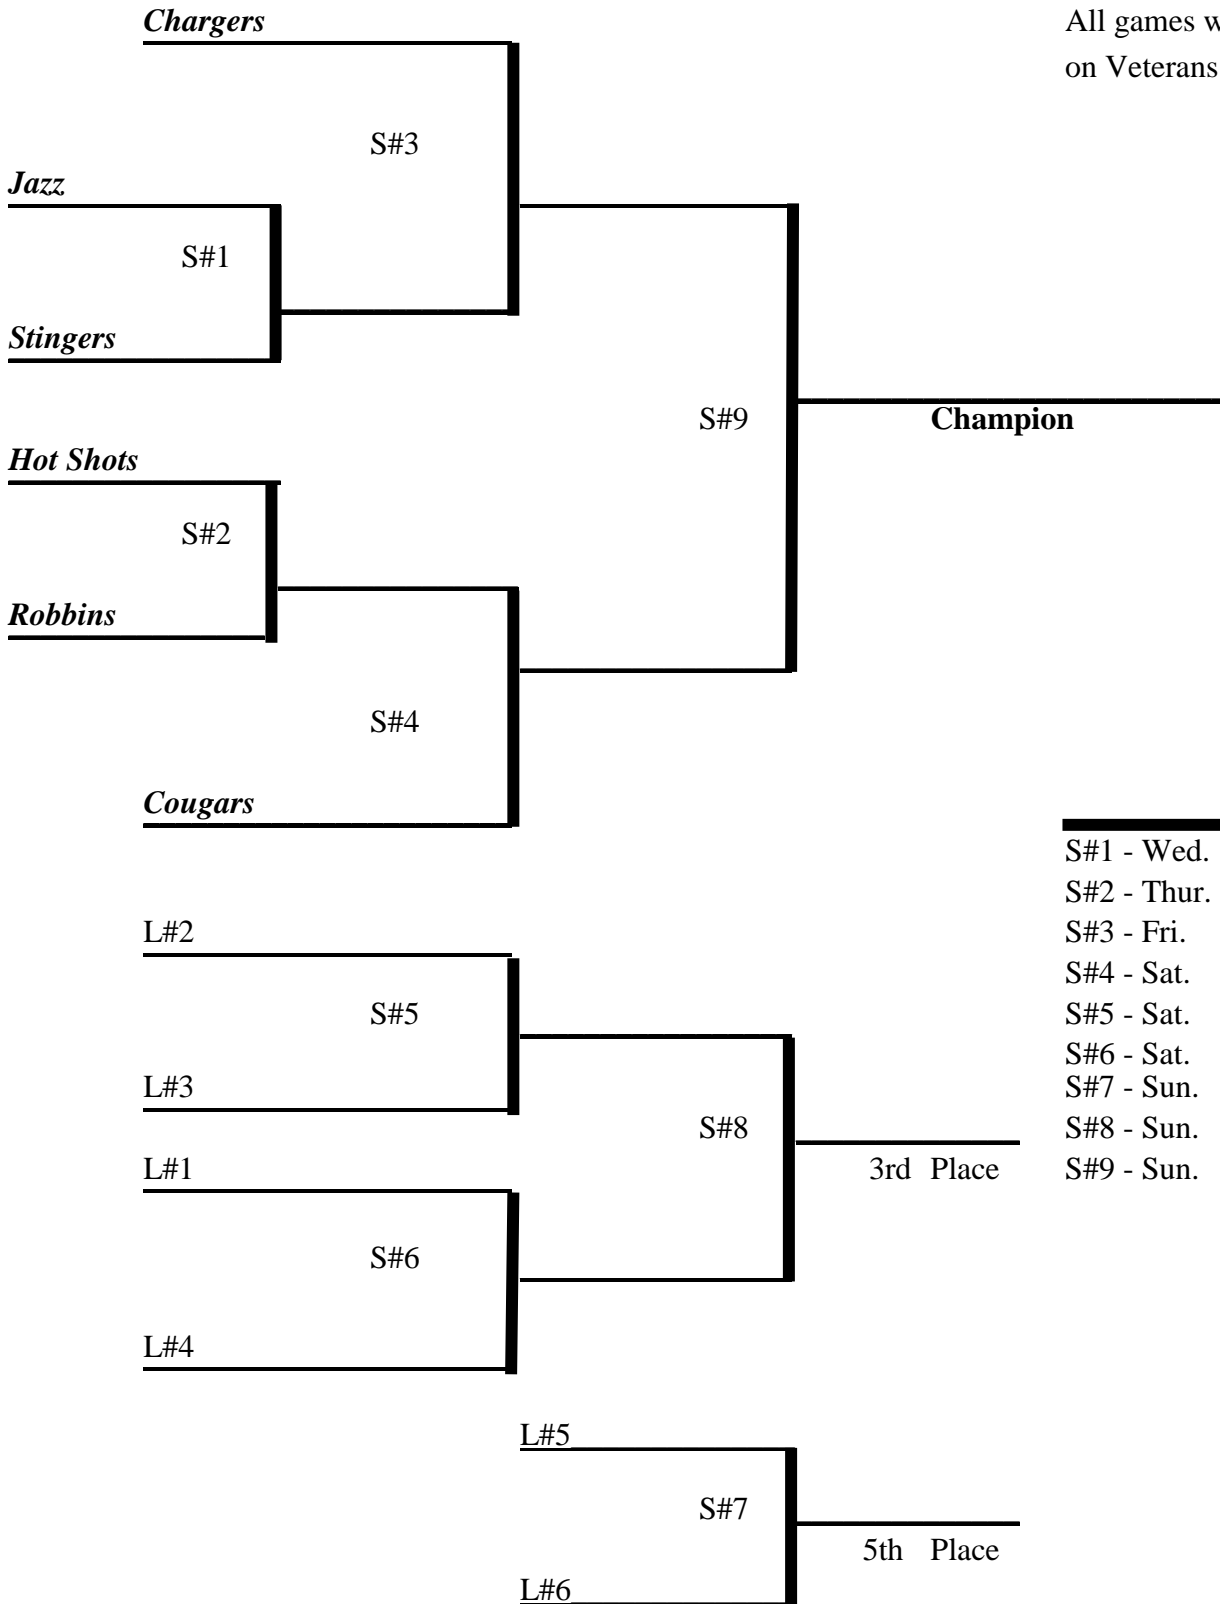 Chargers
All games
on Veterans
S#3
Jazz
S#1
Stingers
S#9
Champion
Hot Shots
S#2
Robbins
S#4
Cougars
S#1 - Wed.
S#2 - Thur.
S#3 - Fri.
S#4 - Sat.
S#5 - Sat.
S#6 - Sat.
S#7 - Sun.
S#8 - Sun.
S#9 - Sun.
L#2
S#5
L#3
S#8
3rd Place
L#1
S#6
L#4
L#5
S#7
5th Place
L#6